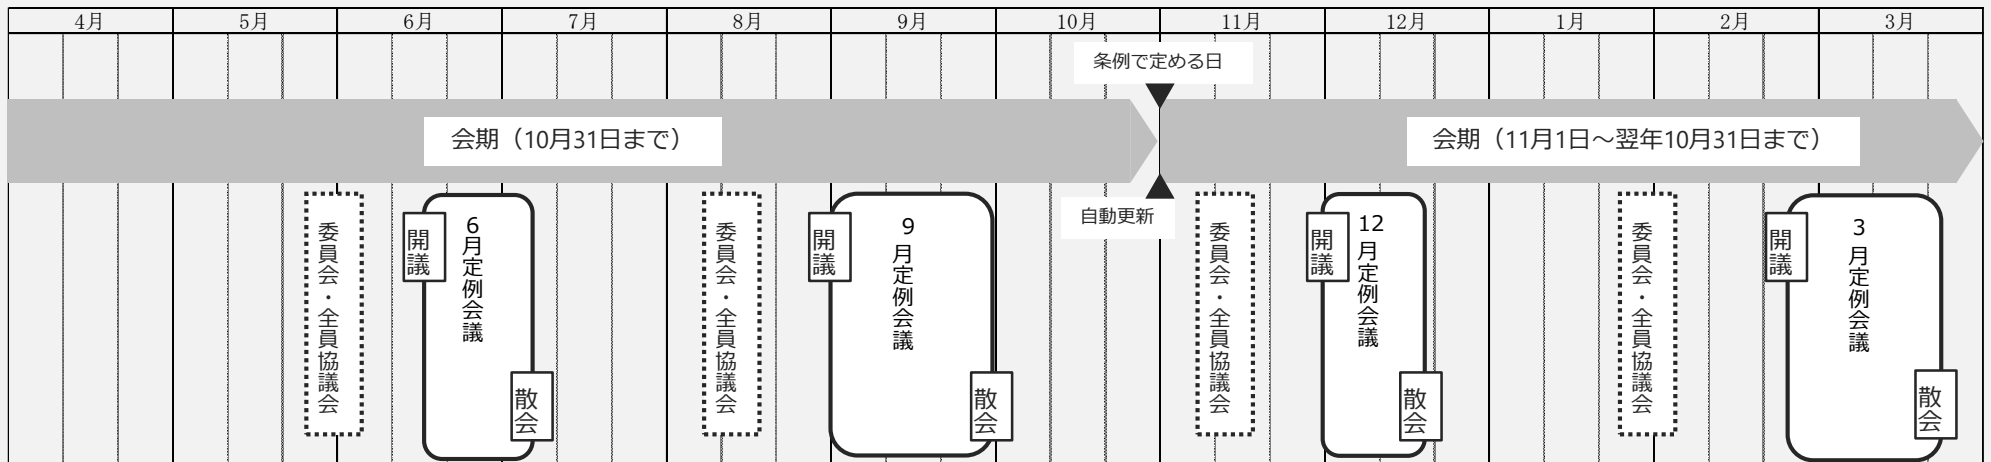 4月 5月 6月 7月 8月 9月 10月 11月 12月 1月 2月 3月
条例で定める日
会期（10月31日まで）
会期（11月1日～翌年10月31日まで）
自動更新
委員会・全員協議会
開議
6月定例会議
散会
委員会・全員協議会
開議
9月定例会議
散会
委員会・全員協議会
開議
12月定例会議
散会
委員会・全員協議会
開議
3月定例会議
散会